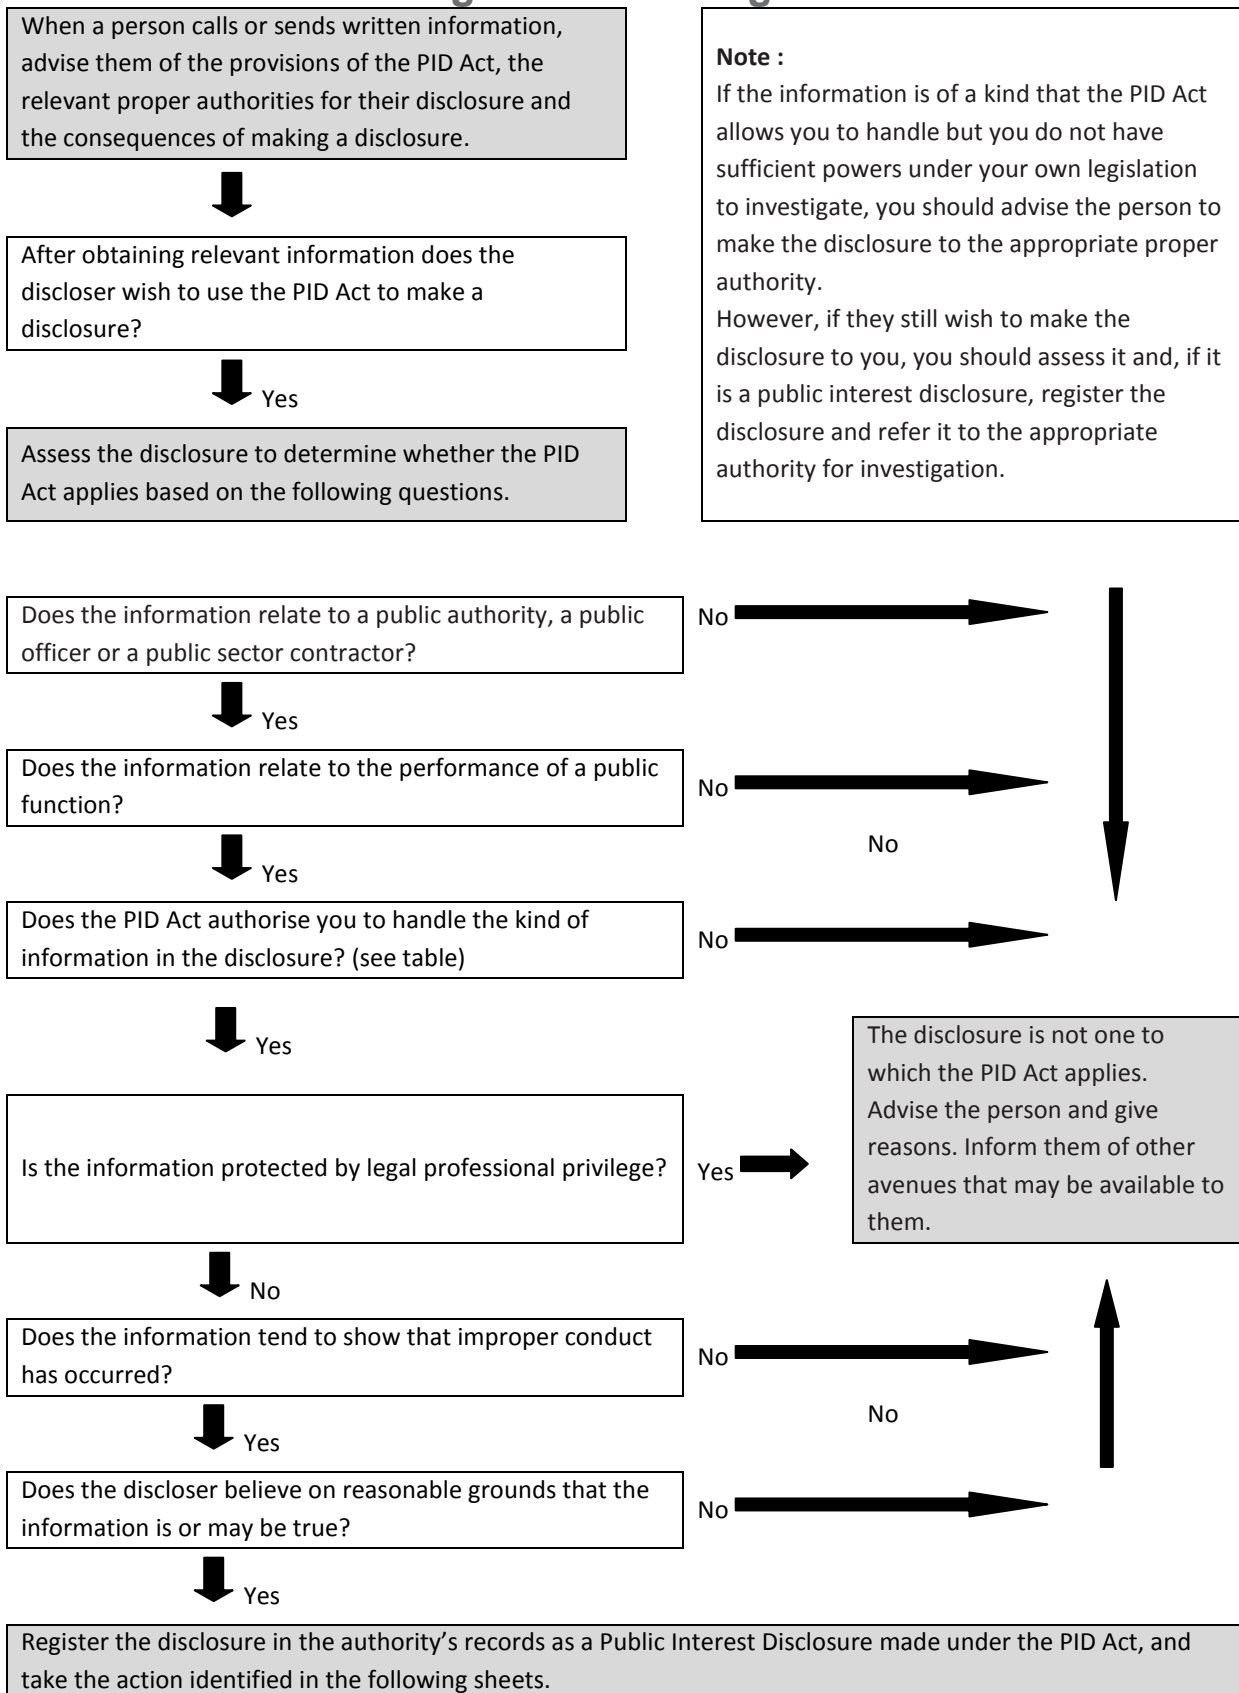 When a person calls or sends written information,
advise them of the provisions of the PID Act, the
relevant proper authorities for their disclosure and
the consequences of making a disclosure.
After obtaining relevant information does the
discloser wish to use the PID Act to make a
disclosure?
Yes
Assess the disclosure to determine whether the PID
Act applies based on the following questions.
Note :
If the information is of a kind that the PID Act
allows you to handle but you do not have
sufficient powers under your own legislation
to investigate, you should advise the person to
make the disclosure to the appropriate proper
authority.
However, if they still wish to make the
disclosure to you, you should assess it and, if it
is a public interest disclosure, register the
disclosure and refer it to the appropriate
authority for investigation.
Does the information relate to a public authority, a public
officer or a public sector contractor?
No
Yes
Does the information relate to the performance of a public
function?
No
No
Yes
Does the PID Act authorise you to handle the kind of
information in the disclosure? (see table)
No
Yes
The disclosure is not one to
which the PID Act applies.
Advise the person and give
reasons. Inform them of other
avenues that may be available to
them.
Is the information protected by legal professional privilege?
Yes
No
Does the information tend to show that improper conduct
has occurred?
No
No
Yes
Does the discloser believe on reasonable grounds that the
information is or may be true?
No
Yes
Register the disclosure in the authority’s records as a Public Interest Disclosure made under the PID Act, and
take the action identified in the following sheets.